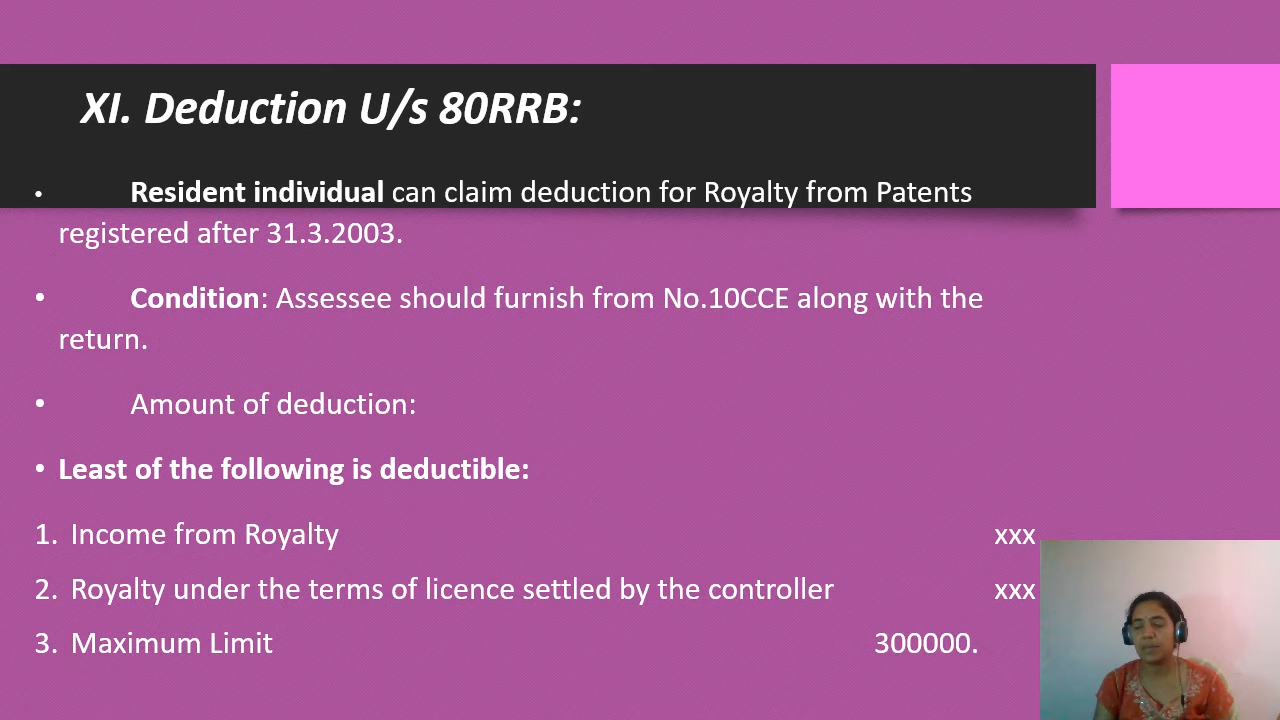 XI. Deduction U/s 80RRB:
• Resident individual can claim deduction for Royalty from Patents
registered after 31.3.2003.
• Condition: Assessee should furnish from No.10CCE along with the
return.
• Amount of deduction:
• Least of the following is deductible:
1. Income from Royalty xxx
2. Royalty under the terms of licence settled by the controller xxx
3. Maximum Limit 300000.